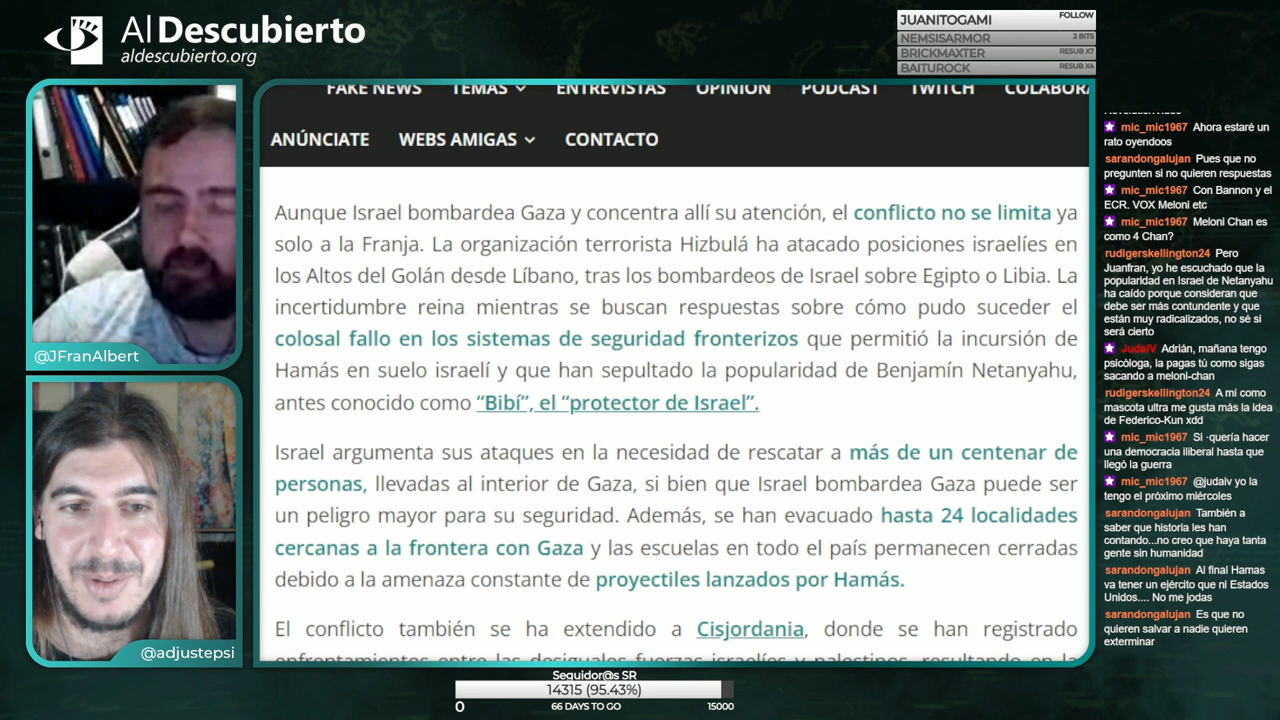 Al Descubierto
aldescubierto.org
JUANITOGAMI FOLLOW
NEMSISARMOR 2 BITS
BRICKMAXTER RESUB X7
BAITUROCK RESUB X4
FAKE NEWS TEMAS ENTREVISTAS OPINIÓN PODCAST TWITCH COLABORA
ANÚNCIATE WEBS AMIGAS CONTACTO
Aunque Israel bombardea Gaza y concentra allí su atención, el conflicto no se limita ya
solo a la Franja. La organización terrorista Hizbulá ha atacado posiciones israelíes en
los Altos del Golán desde Líbano, tras los bombardeos de Israel sobre Egipto o Libia. La
incertidumbre reina mientras se buscan respuestas sobre cómo pudo suceder el
colosal fallo en los sistemas de seguridad fronterizos que permitió la incursión de
Hamás en suelo israelí y que han sepultado la popularidad de Benjamín Netanyahu,
antes conocido como “Bibí”, el “protector de Israel”.
Israel argumenta sus ataques en la necesidad de rescatar a más de un centenar de
personas, llevadas al interior de Gaza, si bien que Israel bombardea Gaza puede ser
un peligro mayor para su seguridad. Además, se han evacuado hasta 24 localidades
cercanas a la frontera con Gaza y las escuelas en todo el país permanecen cerradas
debido a la amenaza constante de proyectiles lanzados por Hamás.
El conflicto también se ha extendido a Cisjordania, donde se han registrado
enfrentamientos entre las desiguales fuerzas israelíes y palestinos, resultando en la
@JFranAlbert
@adjustepsi
mic_mic1967 Ahora estaré un
rato oyendoos
sarandongalujan Pues que no
pregunten si no quieren respuestas
mic_mic1967 Con Bannon y el
ECR. VOX Meloni etc
mic_mic1967 Meloni Chan es
como 4 Chan?
rudigerskellington24 Pero
Juanfran, yo he escuchado que la
popularidad en Israel de Netanyahu
ha caído porque consideran que
debe ser más contundente y que
están muy radicalizados, no sé si
será cierto
JudaIV Adrián, mañana tengo
psicóloga, la pagas tú como sigas
sacando a meloni-chan
rudigerskellington24 A mí como
mascota ultra me gusta más la idea
de Federico-Kun xdd
mic_mic1967 Si ·quería hacer
una democracia iliberal hasta que
llegó la guerra
mic_mic1967 @judaiv yo la
tengo el próximo miércoles
sarandongalujan También a
saber que historia les han
contando...no creo que haya tanta
gente sin humanidad
sarandongalujan Al final Hamas
va tener un ejército que ni Estados
Unidos.... No me jodas
sarandongalujan Es que no
quieren salvar a nadie quieren
exterminar
Seguidor@s SR
14315 (95.43%)
0 66 DAYS TO GO 15000